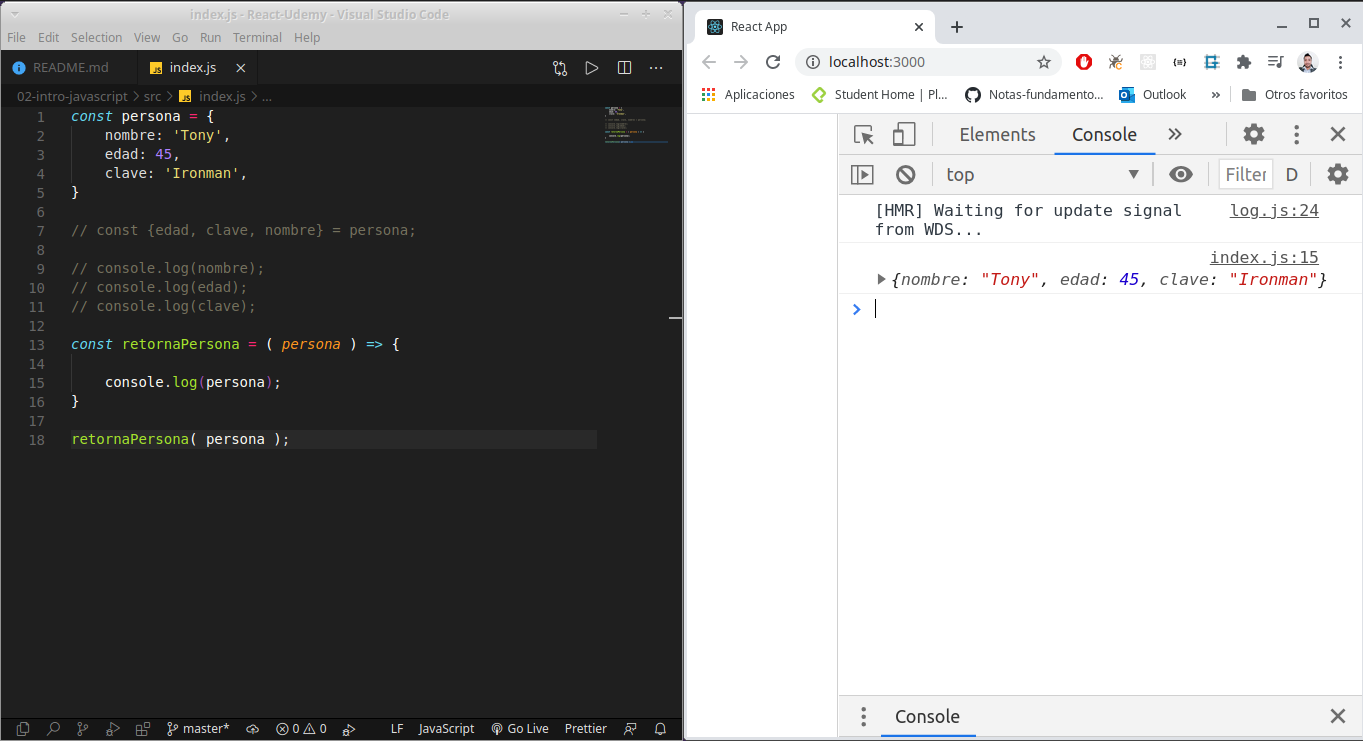 index.js - React-Udemy - Visual Studio Code
File Edit Selection View Go Run Terminal Help
README.md
JS index.js
02-intro-javascript > src > JS index.js > ...
1 const persona = {
2 nombre: 'Tony',
3 edad: 45,
4 clave: 'Ironman',
5 }
6
7 // const {edad, clave, nombre} = persona;
8
9 // console.log(nombre);
10 // console.log(edad);
11 // console.log(clave);
12
13 const retornaPersona = ( persona ) => {
14
15 console.log(persona);
16 }
17
18 retornaPersona( persona );
master* 0 0 LF JavaScript Go Live Prettier
React App
localhost:3000
Aplicaciones Student Home | Pl... Notas-fundamento... Outlook » Otros favoritos
Elements Console »
top Filter D
[HMR] Waiting for update signal log.js:24
from WDS...
index.js:15
{nombre: "Tony", edad: 45, clave: "Ironman"}
>
Console